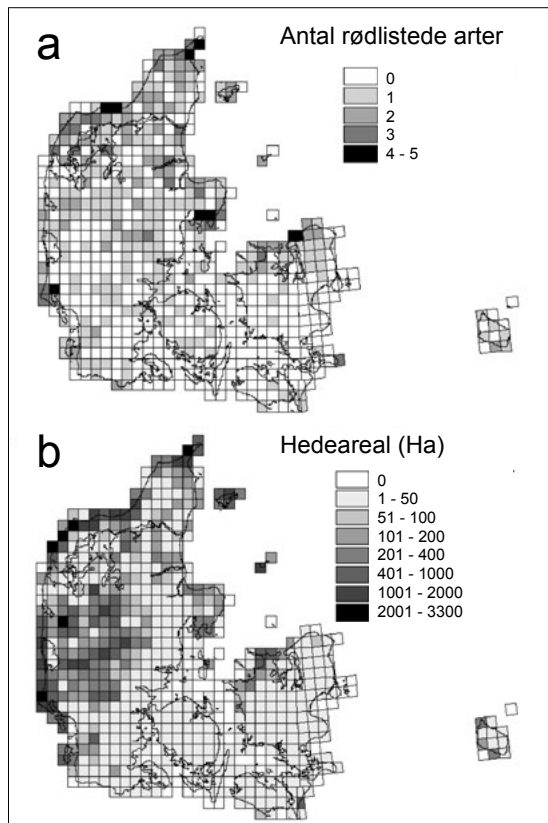 a
Antal rødlistede arter
0
1
2
3
4 - 5
b
Hedeareal (Ha)
0
1 - 50
51 - 100
101 - 200
201 - 400
401 - 1000
1001 - 2000
2001 - 3300